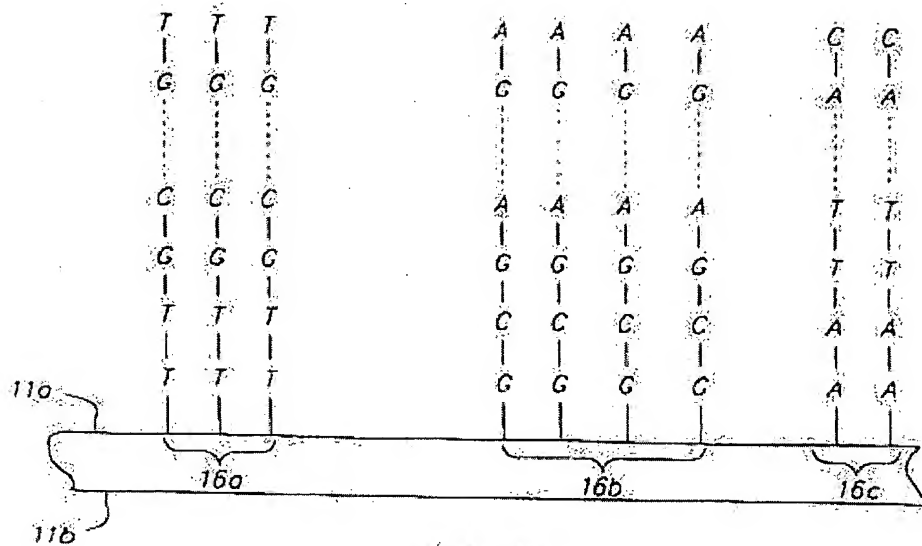 T T T A A A A C C
G G G G G G G A A
C C C A A A A T T
G G G G G G G T T
T T T C C C C A A
T T T G G G G A A
11a
16a 16b 16c
11b